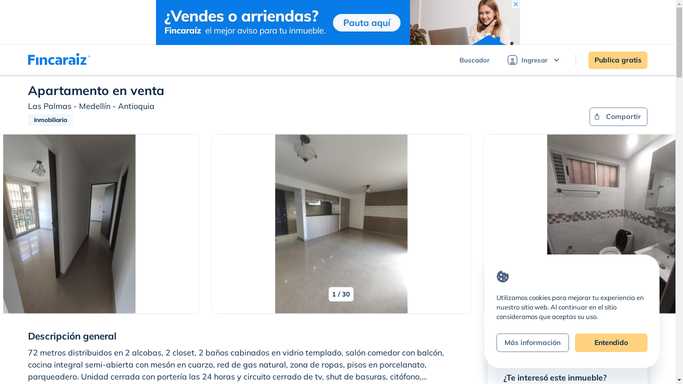 ¿Vendes o arriendas?
Fincaraíz el mejor aviso para tu inmueble.
Pauta aquí
Fincaraíz
Buscador
Ingresar
Publica gratis
Apartamento en venta
Las Palmas - Medellín - Antioquia
Inmobiliaria
Compartir
1 / 30
Utilizamos cookies para mejorar tu experiencia en
nuestro sitio web. Al continuar en el sitio
consideramos que aceptas su uso.
Más información
Entendido
Descripción general
72 metros distribuidos en 2 alcobas, 2 closet, 2 baños cabinados en vidrio templado, salón comedor con balcón,
cocina integral semi-abierta con mesón en cuarzo, red de gas natural, zona de ropas, pisos en porcelanato,
parqueadero. Unidad cerrada con portería las 24 horas y circuito cerrado de tv, shut de basuras, citófono,...
¿Te interesó este inmueble?